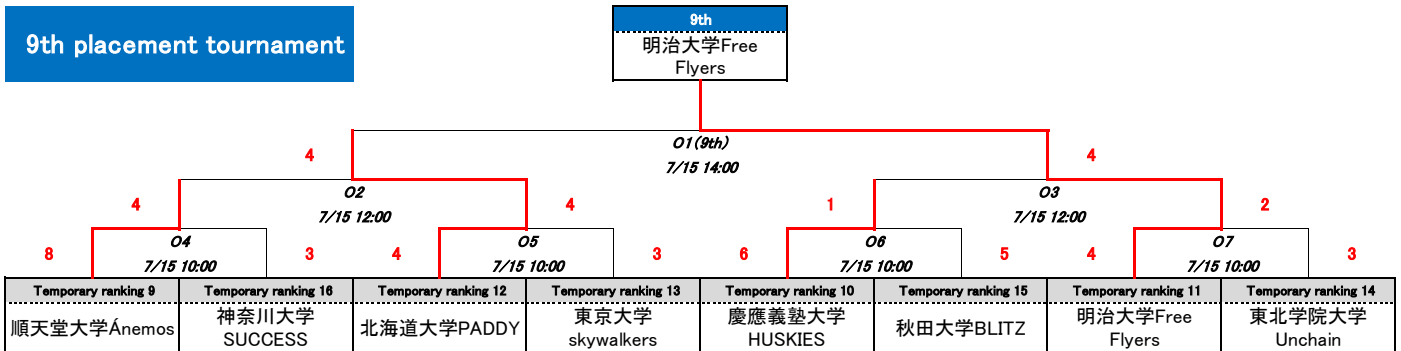 9th
9th placement tournament
明治大学Free
Flyers
O1(9th)
4
4
7/15 14:00
O2
O3
4
4
1
2
7/15 12:00
7/15 12:00
O4
O5
O6
O7
8
3
4
3
6
5
4
3
7/15 10:00
7/15 10:00
7/15 10:00
7/15 10:00
Temporary ranking 9
Temporary ranking 16
Temporary ranking 12
Temporary ranking 13
Temporary ranking 10
Temporary ranking 15
Temporary ranking 11
Temporary ranking 14
順天堂大学Ánemos
神奈川大学
SUCCESS
北海道大学PADDY
東京大学
skywalkers
慶應義塾大学
HUSKIES
秋田大学BLITZ
明治大学Free
Flyers
東北学院大学
Unchain